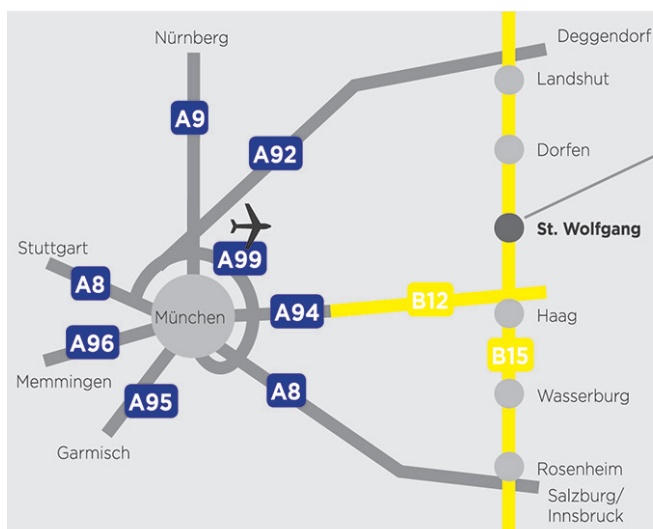 Nürnberg
Deggendorf
Landshut
A9
A92
Dorfen
St. Wolfgang
Stuttgart
A99
A8
München
A94
B12
Haag
A96
B15
Memmingen
A8
A95
Wasserburg
Garmisch
Rosenheim
Salzburg/
Innsbruck